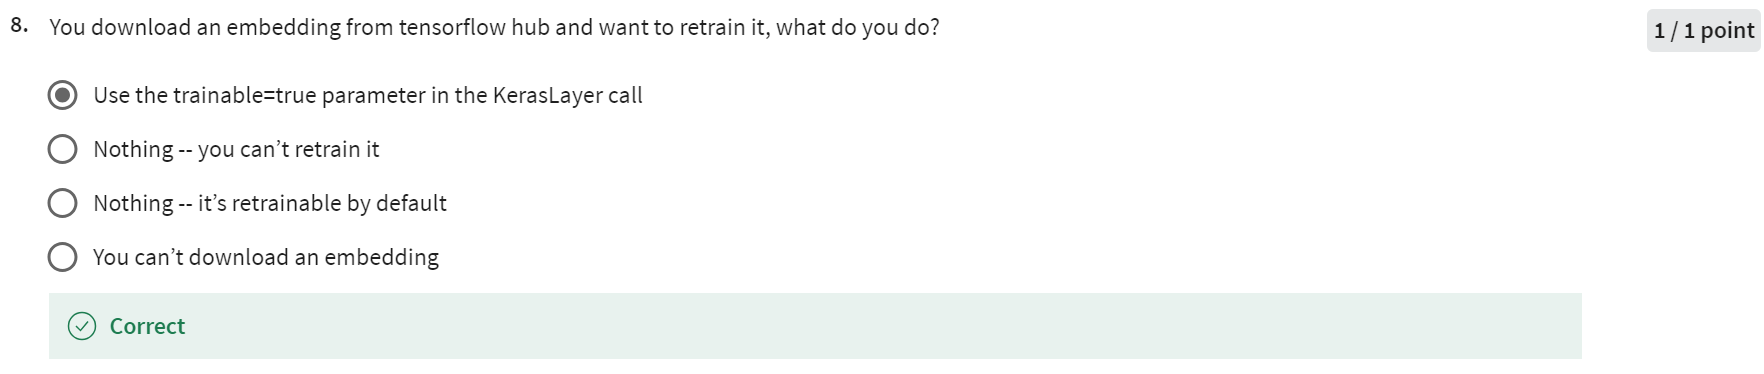 8. You download an embedding from tensorflow hub and want to retrain it, what do you do?
1 / 1 point
Use the trainable=true parameter in the KerasLayer call
Nothing -- you can’t retrain it
Nothing -- it’s retrainable by default
You can’t download an embedding
Correct